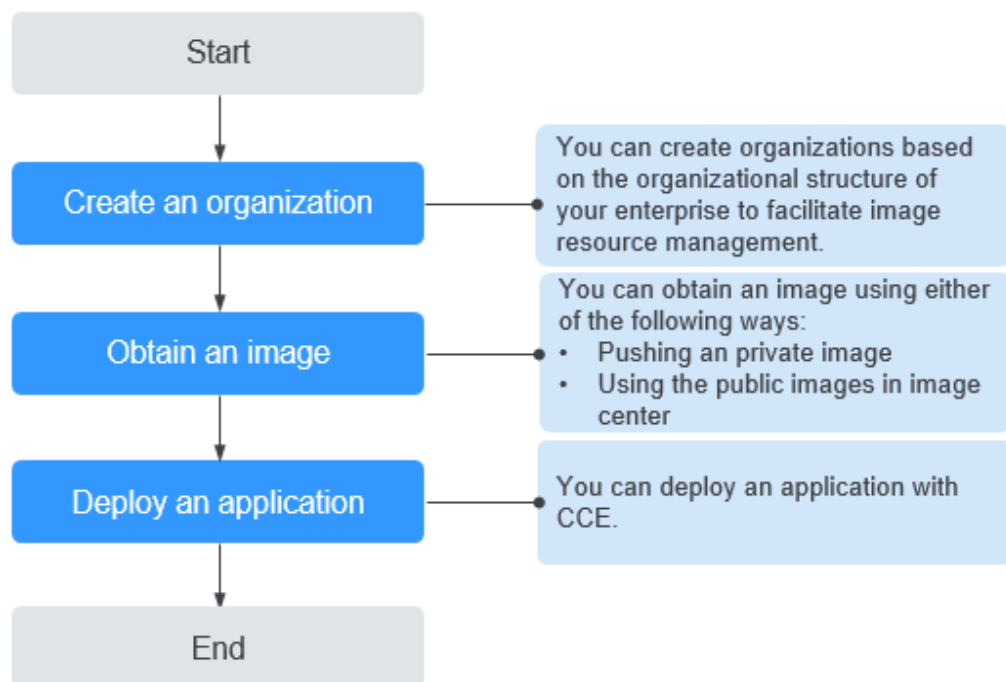 Start
Create an organization
You can create organizations based
on the organizational structure of
your enterprise to facilitate image
resource management.
Obtain an image
You can obtain an image using either
of the following ways:
• Pushing an private image
• Using the public images in image
center
Deploy an application
You can deploy an application with
CCE.
End